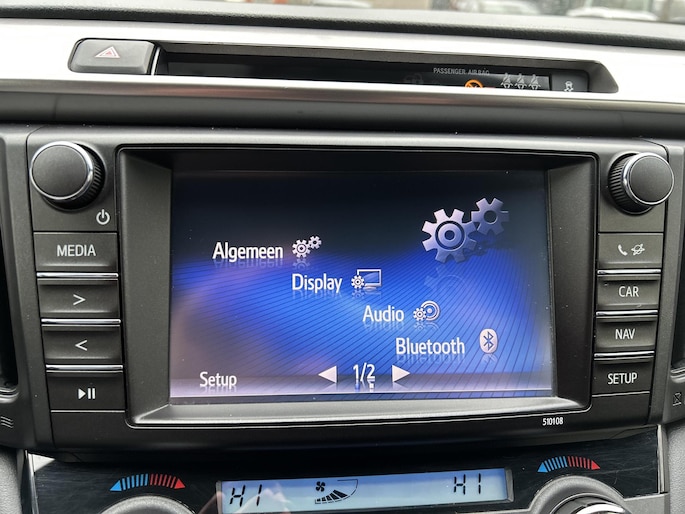 PASSENGER AIRBAG
MEDIA
>
<
CAR
NAV
SETUP
Algemeen
Display
Audio
Bluetooth
Setup
1/2
510108
HI
HI